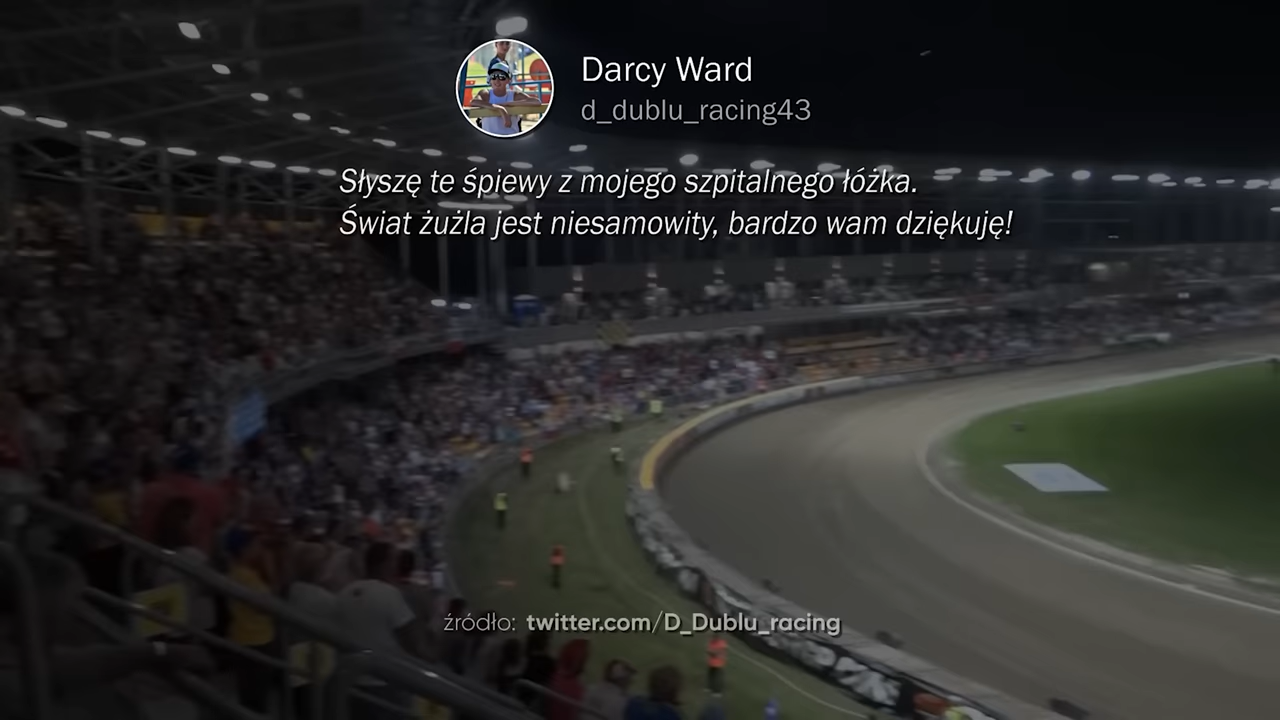 Darcy Ward
d_dublu_racing43
Słyszę te śpiewy z mojego szpitalnego łóżka.
Świat żużla jest niesamowity, bardzo wam dziękuję!
źródło: twitter.com/D_Dublu_racing